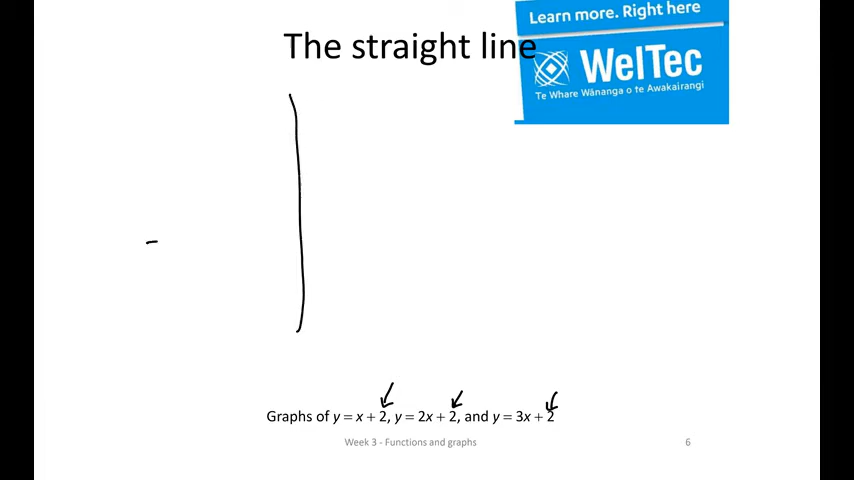 Learn more. Right here
The straight line
WelTec
Te Whare Wānanga o te Awakairangi
Graphs of y = x + 2, y = 2x + 2, and y = 3x + 2
Week 3 - Functions and graphs
6